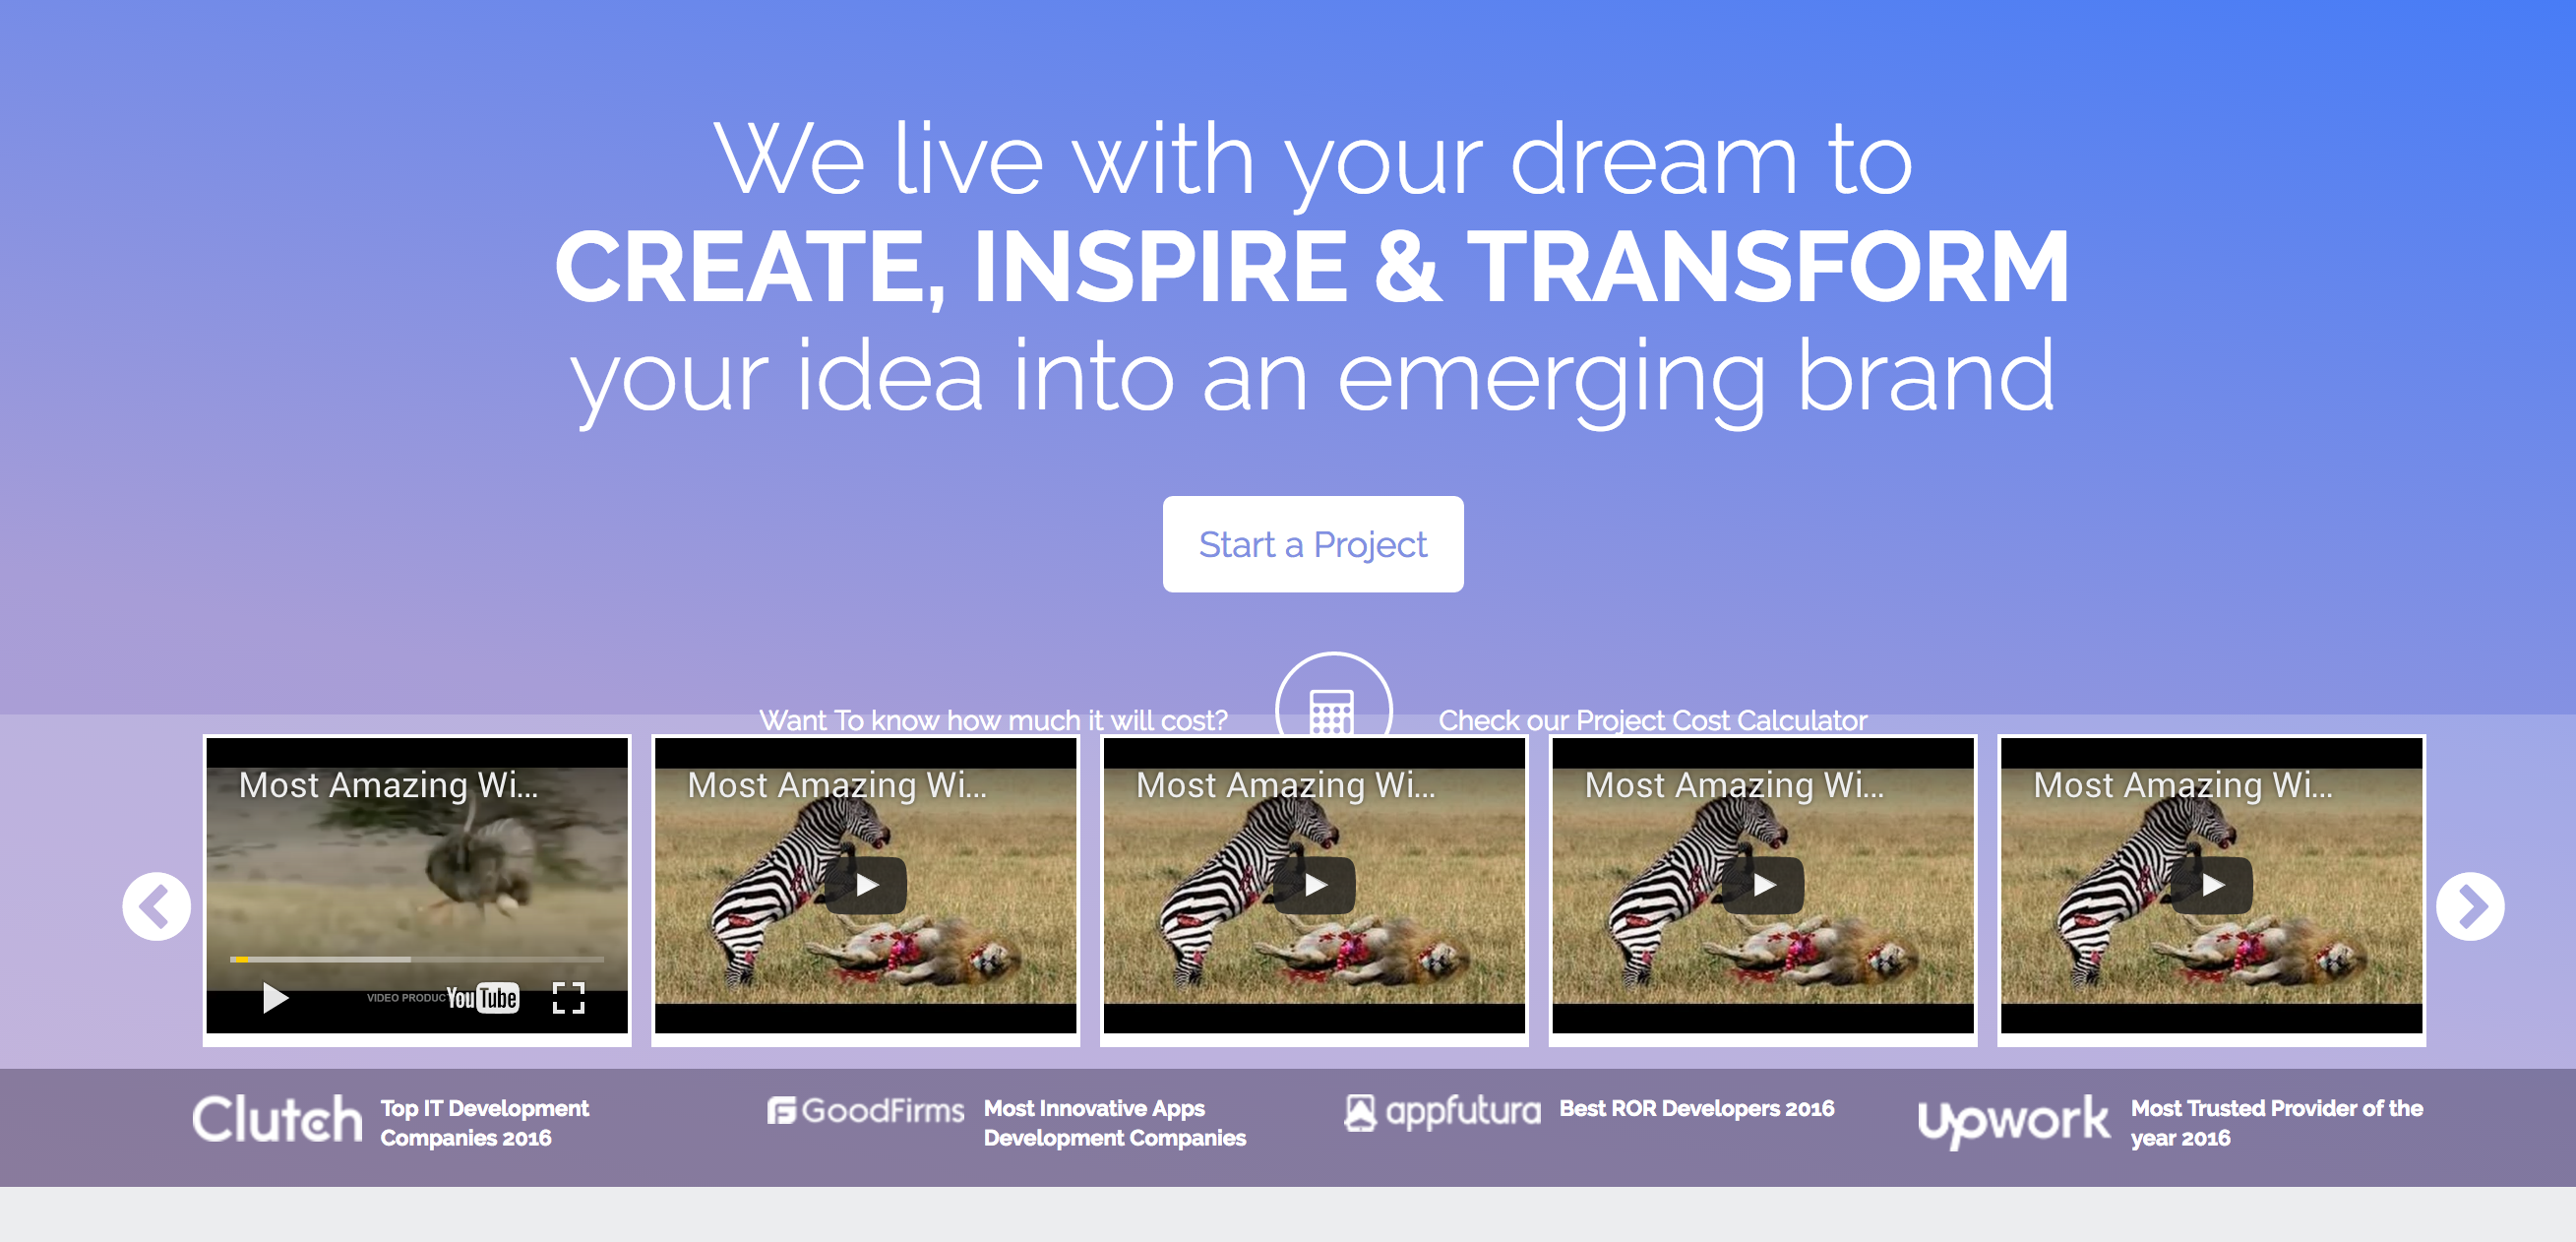 We live with your dream to
CREATE, INSPIRE & TRANSFORM
your idea into an emerging brand
Start a Project
Want To know how much it will cost?
Check our Project Cost Calculator
Most Amazing Wi...
Most Amazing Wi...
Most Amazing Wi...
Most Amazing Wi...
Most Amazing Wi...
VIDEO PRODUC
YouTube
Clutch
Top IT Development
Companies 2016
GoodFirms
Most Innovative Apps
Development Companies
appfutura
Best ROR Developers 2016
upwork
Most Trusted Provider of the
year 2016